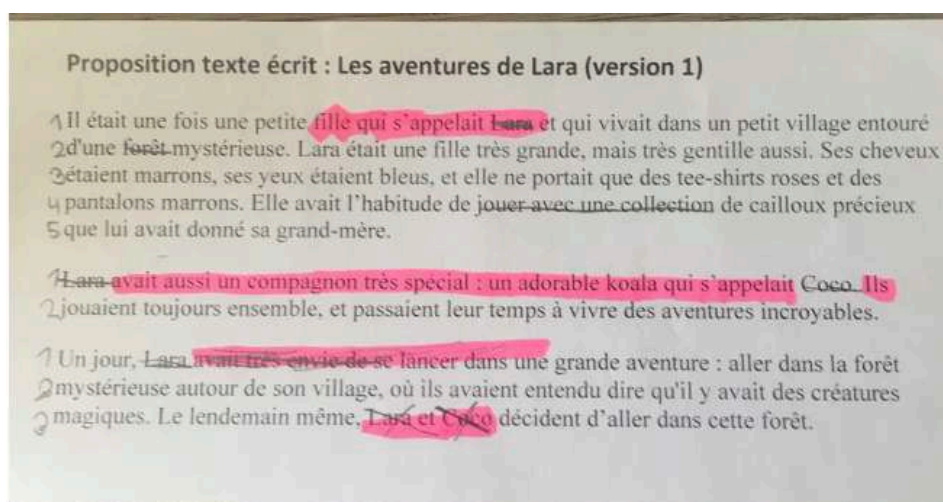 Proposition texte écrit : Les aventures de Lara (version 1)
1 Il était une fois une petite fille qui s'appelait Lara et qui vivait dans un petit village entouré
2 d'une forêt mystérieuse. Lara était une fille très grande, mais très gentille aussi. Ses cheveux
3 étaient marrons, ses yeux étaient bleus, et elle ne portait que des tee-shirts roses et des
4 pantalons marrons. Elle avait l'habitude de jouer avec une collection de cailloux précieux
5 que lui avait donné sa grand-mère.
1 Lara avait aussi un compagnon très spécial : un adorable koala qui s'appelait Coco. Ils
2 jouaient toujours ensemble, et passaient leur temps à vivre des aventures incroyables.
1 Un jour, Lara avait très envie de se lancer dans une grande aventure : aller dans la forêt
2 mystérieuse autour de son village, où ils avaient entendu dire qu'il y avait des créatures
3 magiques. Le lendemain même, Lara et Coco décident d'aller dans cette forêt.